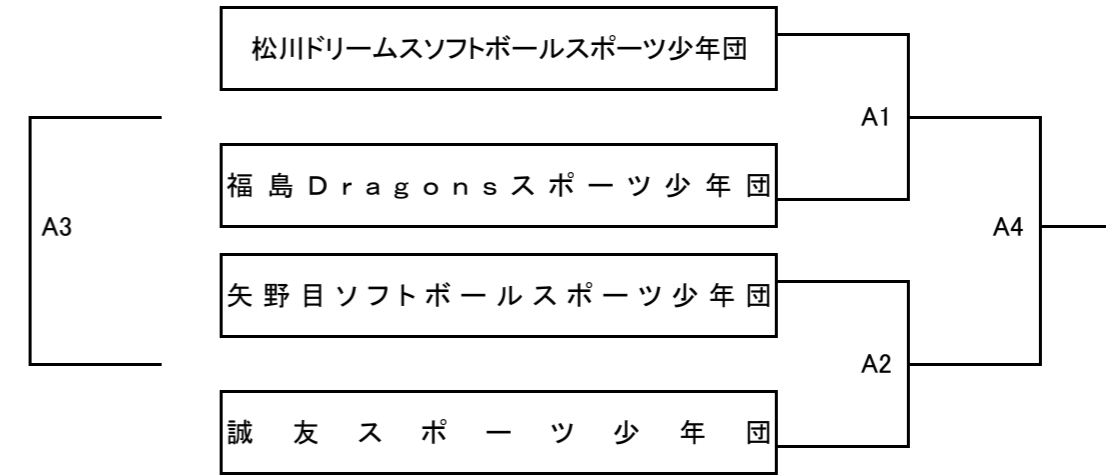 松川ドリームスソフトボールスポーツ少年団
A1
福島Dragonsスポーツ少年団
A3
A4
矢野目ソフトボールスポーツ少年団
A2
誠友スポーツ少年団